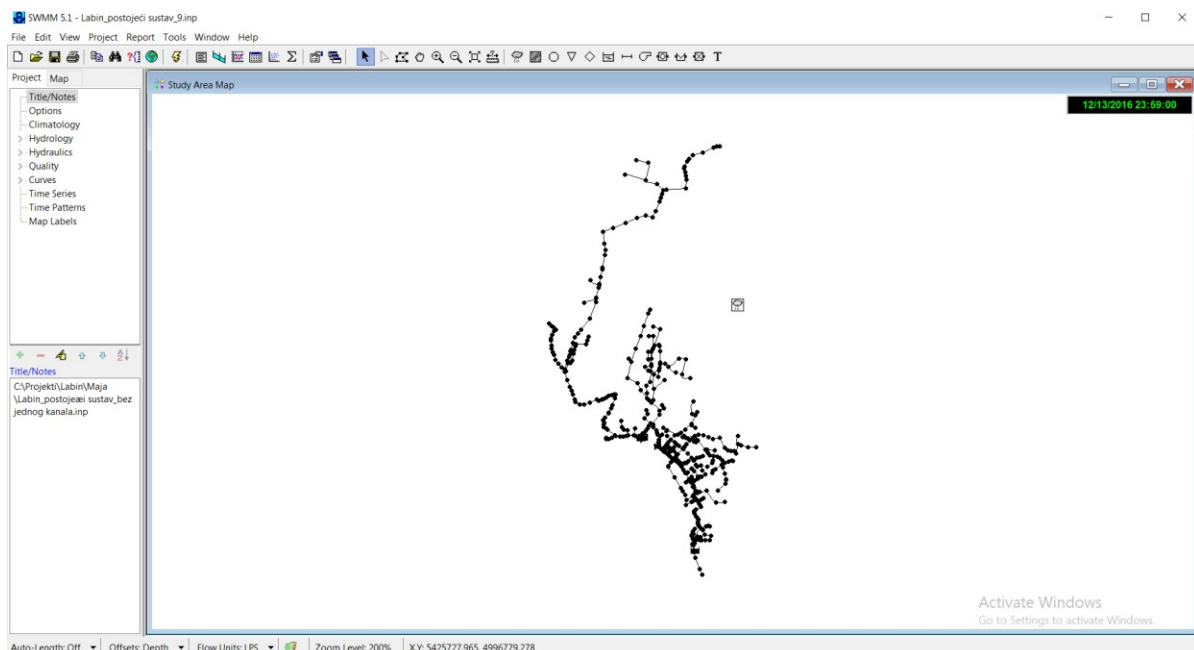 SWMM 5.1 - Labin_postojeći sustav_9.inp
File Edit View Project Report Tools Window Help
Project Map
Study Area Map
12/13/2016 23:59:00
Title/Notes
Options
Climatology
Hydrology
Hydraulics
Quality
Curves
Time Series
Time Patterns
Map Labels
Title/Notes
C:\Projekti\Labin\Maja
\Labin_postojeæi sustav_bez
jednog kanala.inp
Activate Windows
Go to Settings to activate Windows.
Auto-Length: Off Offsets: Depth Flow Units: LPS Zoom Level: 200% X,Y: 5425727.965, 4996779.278